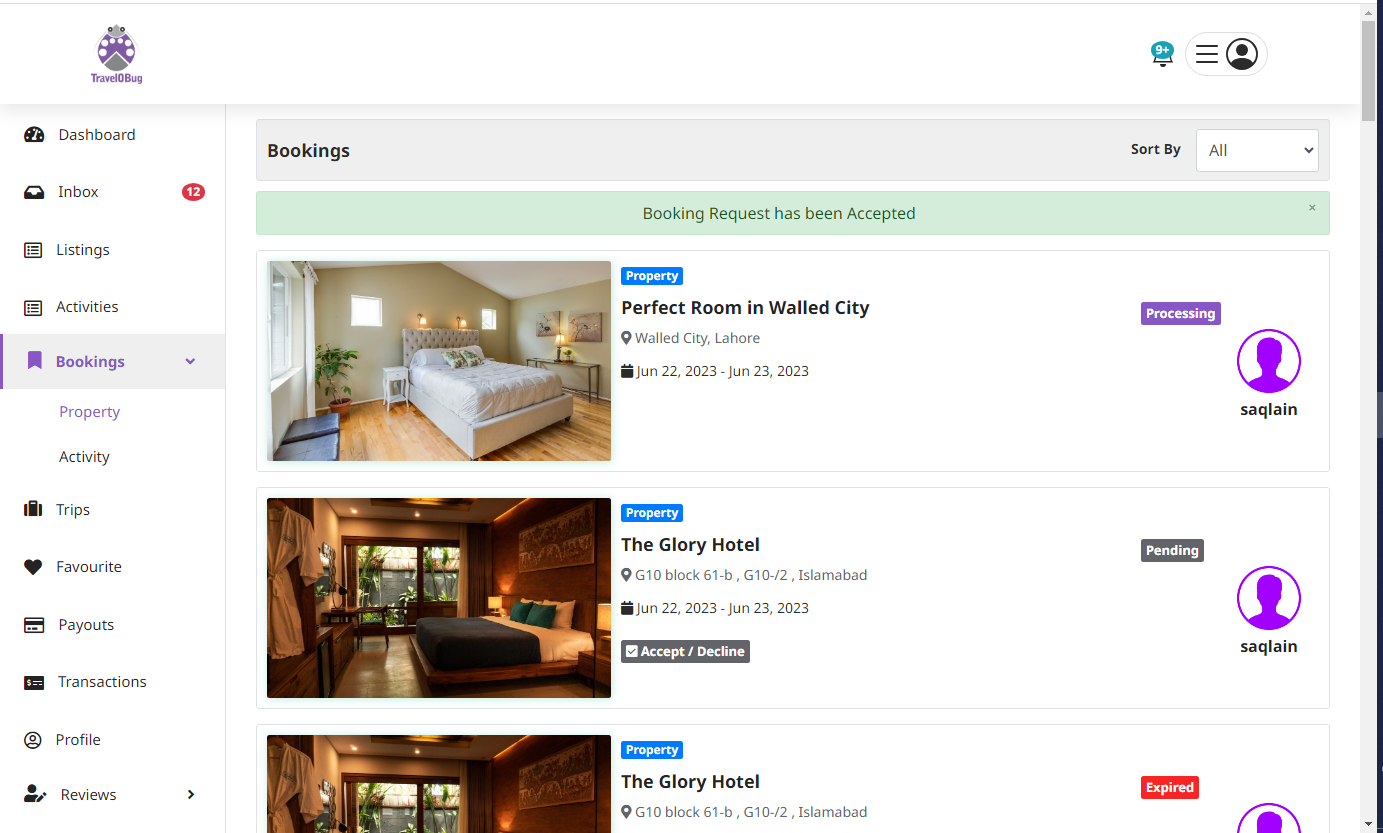 TravelOBug
9+
Dashboard
Inbox
12
Listings
Activities
Bookings
Property
Activity
Trips
Favourite
Payouts
Transactions
Profile
Reviews
Bookings
Sort By
All
Booking Request has been Accepted
×
Property
Perfect Room in Walled City
Walled City, Lahore
Jun 22, 2023 - Jun 23, 2023
Processing
saqlain
Property
The Glory Hotel
G10 block 61-b , G10-/2 , Islamabad
Jun 22, 2023 - Jun 23, 2023
Accept / Decline
Pending
saqlain
Property
The Glory Hotel
G10 block 61-b , G10-/2 , Islamabad
Expired